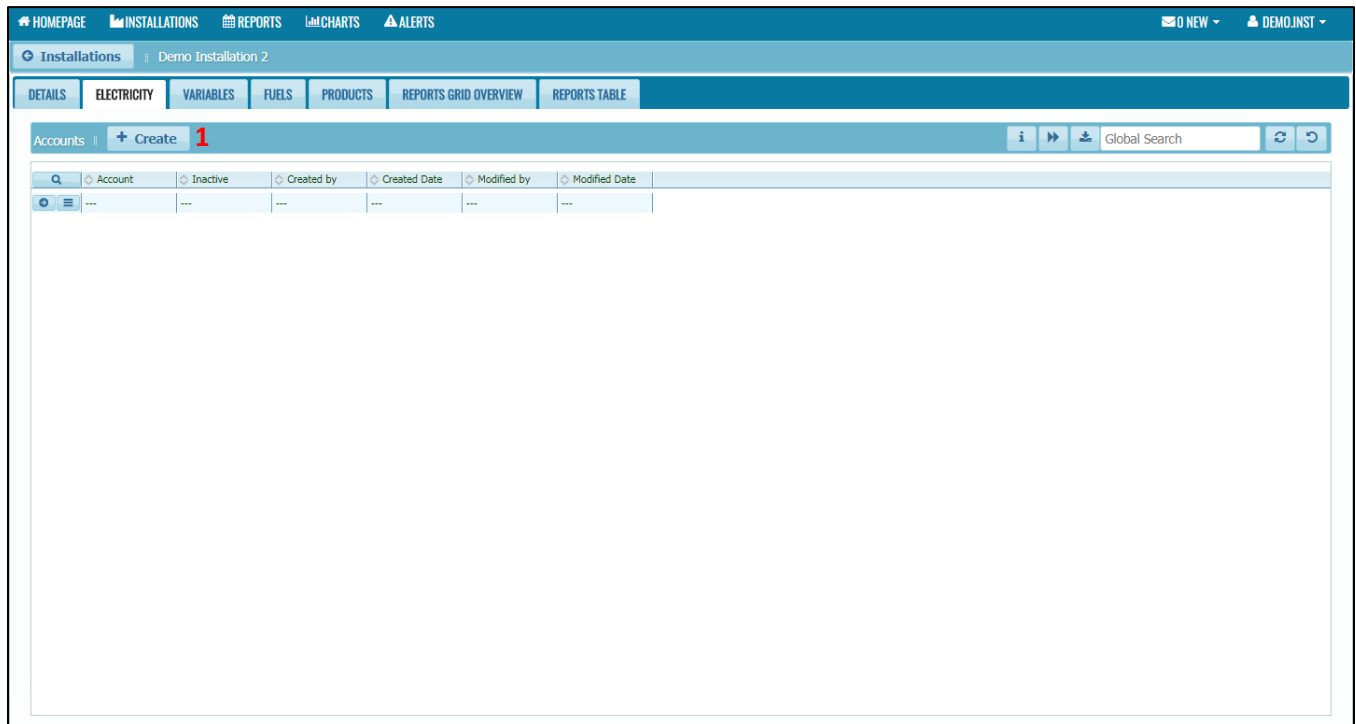 HOMEPAGE INSTALLATIONS REPORTS CHARTS ALERTS 0 NEW DEMO.INST
Installations Demo Installation 2
DETAILS ELECTRICITY VARIABLES FUELS PRODUCTS REPORTS GRID OVERVIEW REPORTS TABLE
Accounts + Create 1 i Global Search
Account Inactive Created by Created Date Modified by Modified Date
--- --- --- --- --- ---